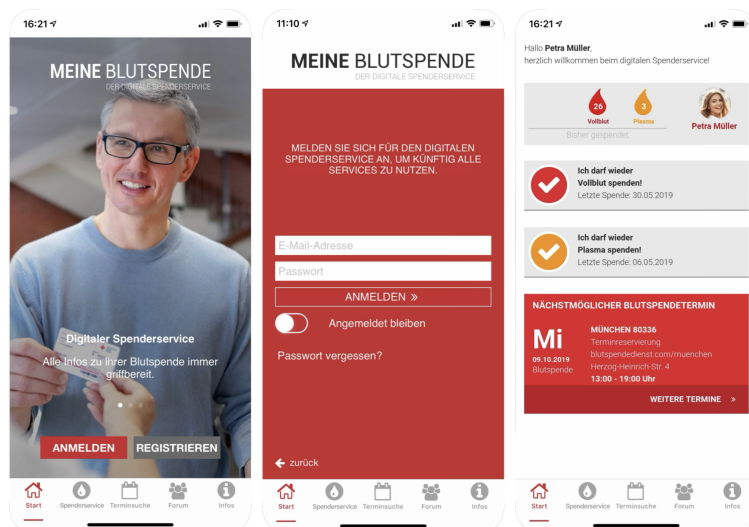 16:21
MEINE BLUTSPENDE
DER DIGITALE SPENDERSERVICE
Digitaler Spenderservice
Alle Infos zu Ihrer Blutspende immer
griffbereit.
ANMELDEN
REGISTRIEREN
Start
Spenderservice
Terminsuche
Forum
Infos
11:10
MEINE BLUTSPENDE
DER DIGITALE SPENDERSERVICE
MELDEN SIE SICH FÜR DEN DIGITALEN
SPENDERSERVICE AN, UM KÜNFTIG ALLE
SERVICES ZU NUTZEN.
E-Mail-Adresse
Passwort
ANMELDEN »
Angemeldet bleiben
Passwort vergessen?
zurück
Start
Spenderservice
Terminsuche
Forum
Infos
16:21
Hallo Petra Müller,
herzlich willkommen beim digitalen Spenderservice!
26
3
Vollblut
Plasma
Bisher gespendet
Petra Müller
Ich darf wieder
Vollblut spenden!
Letzte Spende: 30.05.2019
Ich darf wieder
Plasma spenden!
Letzte Spende: 06.05.2019
NÄCHSTMÖGLICHER BLUTSPENDETERMIN
Mi
09.10.2019
Blutspende
MÜNCHEN 80336
Terminreservierung
blutspendedienst.com/muenchen
Herzog-Heinrich-Str. 4
13:00 - 19:00 Uhr
WEITERE TERMINE »
Start
Spenderservice
Terminsuche
Forum
Infos